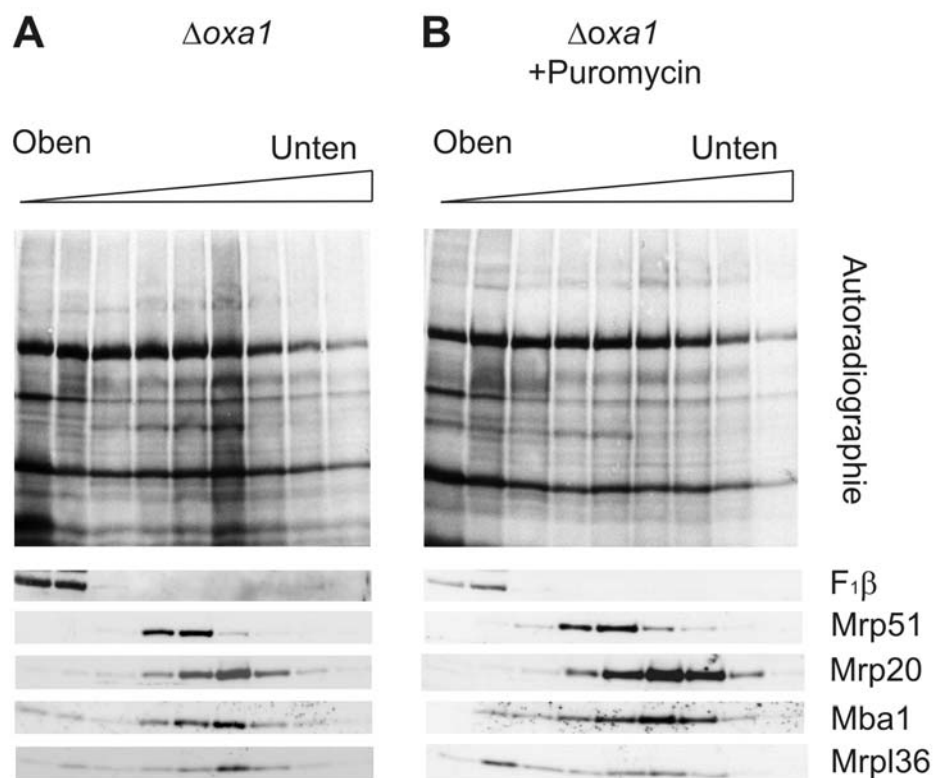 A
Δoxa1
B
Δoxa1
+Puromycin
Oben
Unten
Oben
Unten
Autoradiographie
F₁β
Mrp51
Mrp20
Mba1
Mrpl36